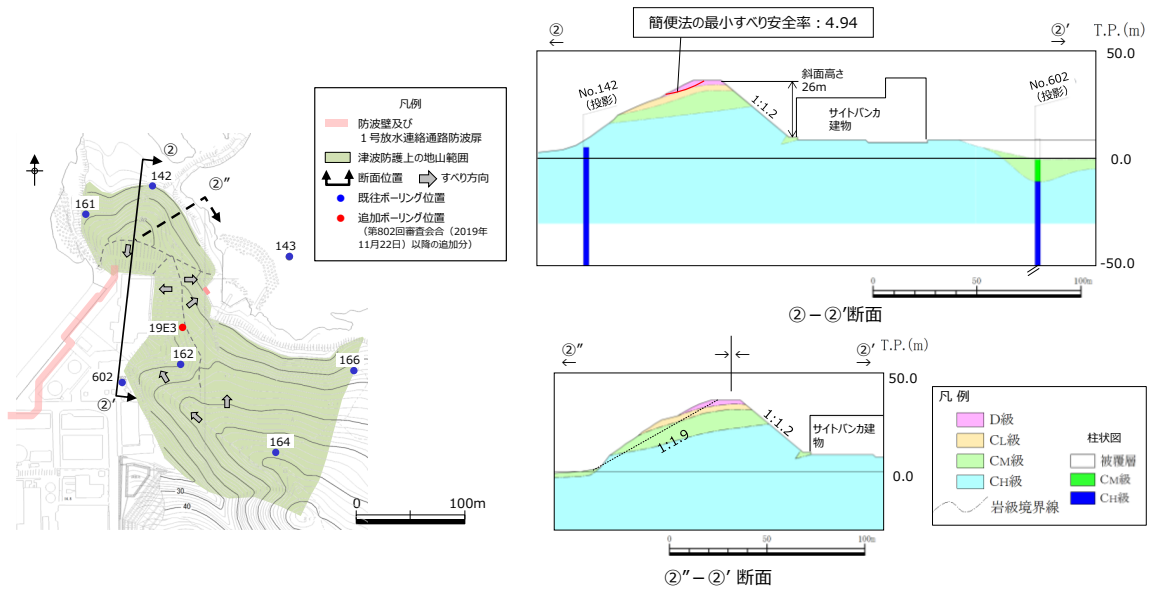 凡例
防波壁及び
１号放水連絡通路防波扉
津波防護上の地山範囲
断面位置
すべり方向
既往ボーリング位置
追加ボーリング位置
（第802回審査会合（2019年
11月22日）以降の追加分）
②
142
②″
161
143
19E3
162
166
602
②′
164
30
40
0
100m
簡便法の最小すべり安全率：4.94
②
②′
T.P.(m)
50.0
No.142
(投影)
斜面高さ
26m
1:1.2
サイトバンカ
建物
No.602
(投影)
0.0
-50.0
0
50
100m
②－②′断面
②″
②′
T.P.(m)
50.0
1:1.2
1:1.9
サイトバンカ建
物
0.0
0
50
100m
②″－②′ 断面
凡 例
D級
CL級
CM級
CH級
岩級境界線
柱状図
被覆層
CM級
CH級